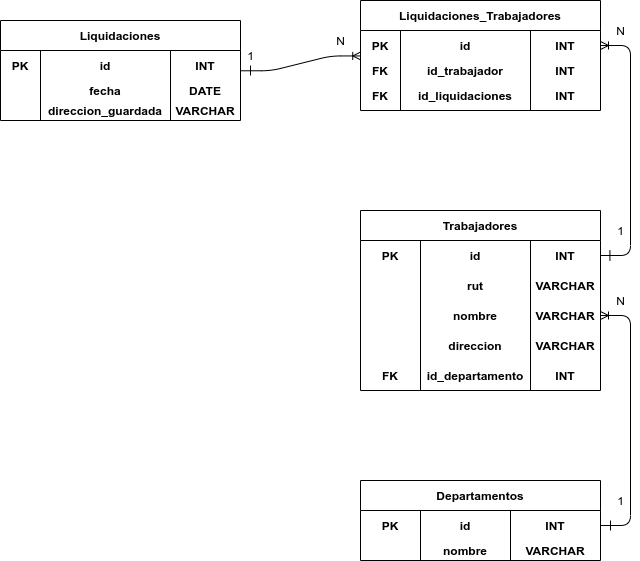 Liquidaciones
PK id INT
fecha DATE
direccion_guardada VARCHAR
1
N
Liquidaciones_Trabajadores
PK id INT
FK id_trabajador INT
FK id_liquidaciones INT
N
1
Trabajadores
PK id INT
rut VARCHAR
nombre VARCHAR
direccion VARCHAR
FK id_departamento INT
N
1
Departamentos
PK id INT
nombre VARCHAR